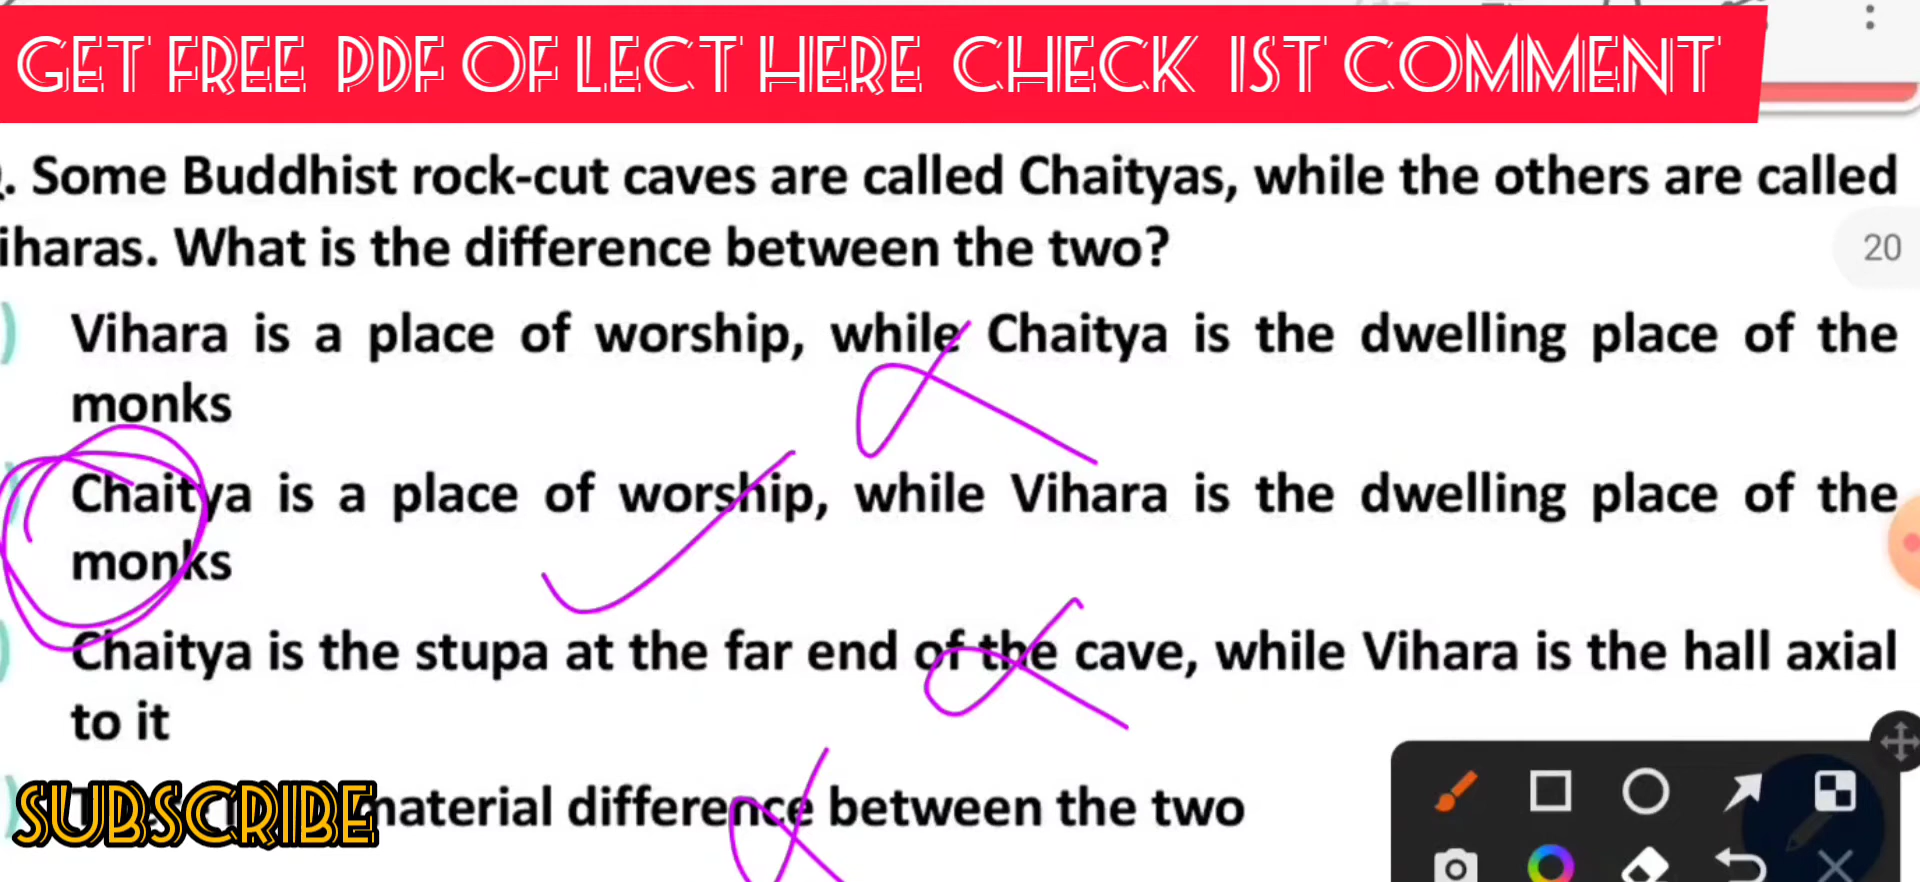 GET FREE PDF OF LECT HERE CHECK IST COMMENT
. Some Buddhist rock-cut caves are called Chaityas, while the others are called
iharas. What is the difference between the two?
20
) Vihara is a place of worship, while Chaitya is the dwelling place of the
monks
Chaitya is a place of worship, while Vihara is the dwelling place of the
monks
) Chaitya is the stupa at the far end of the cave, while Vihara is the hall axial
to it
) material difference between the two
SUBSCRIBE